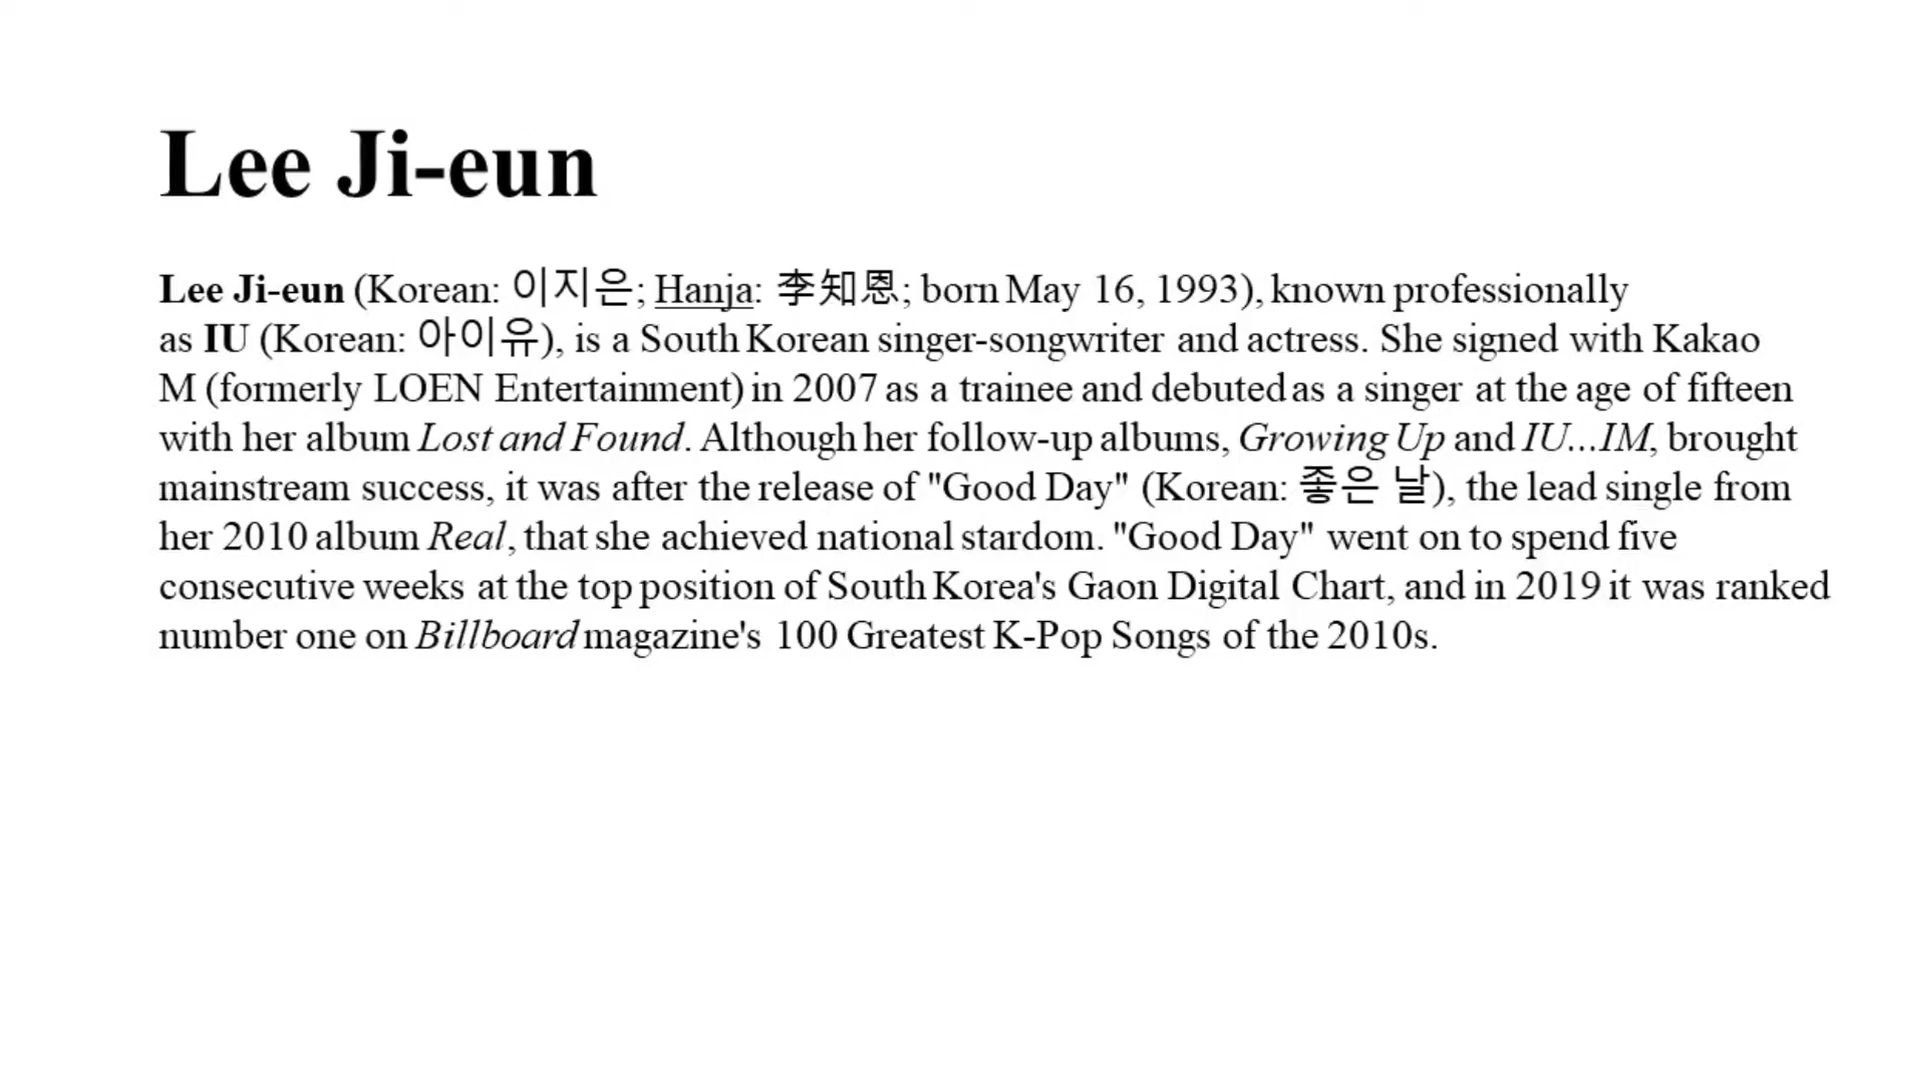 Lee Ji-eun
Lee Ji-eun (Korean: 이지은; Hanja: 李知恩; born May 16, 1993), known professionally
as IU (Korean: 아이유), is a South Korean singer-songwriter and actress. She signed with Kakao
M (formerly LOEN Entertainment) in 2007 as a trainee and debuted as a singer at the age of fifteen
with her album Lost and Found. Although her follow-up albums, Growing Up and IU...IM, brought
mainstream success, it was after the release of "Good Day" (Korean: 좋은 날), the lead single from
her 2010 album Real, that she achieved national stardom. "Good Day" went on to spend five
consecutive weeks at the top position of South Korea's Gaon Digital Chart, and in 2019 it was ranked
number one on Billboard magazine's 100 Greatest K-Pop Songs of the 2010s.